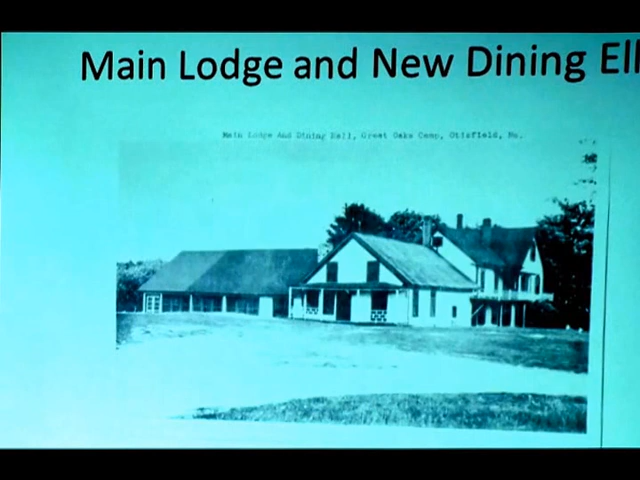 Main Lodge and New Dining Ell
Main Lodge And Dining Hall, Great Oaks Camp, Otisfield, Me.